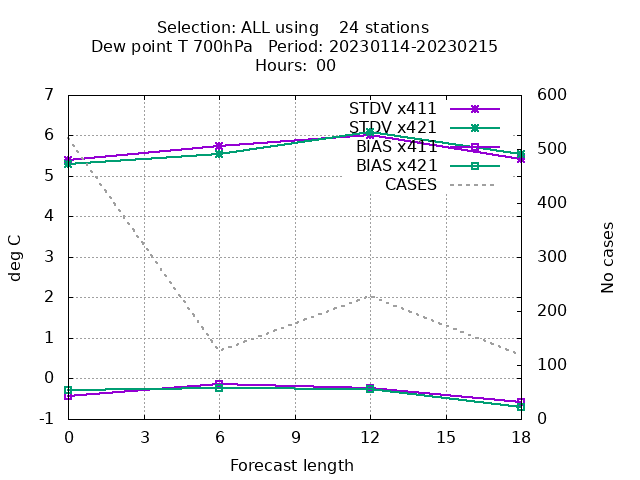 Selection: ALL using    24 stations
Dew point T 700hPa   Period: 20230114-20230215
Hours:  00
7
6
5
4
3
2
1
0
-1
600
500
400
300
200
100
0
deg C
No cases
STDV x411
STDV x421
BIAS x411
BIAS x421
CASES
0 3 6 9 12 15 18
Forecast length